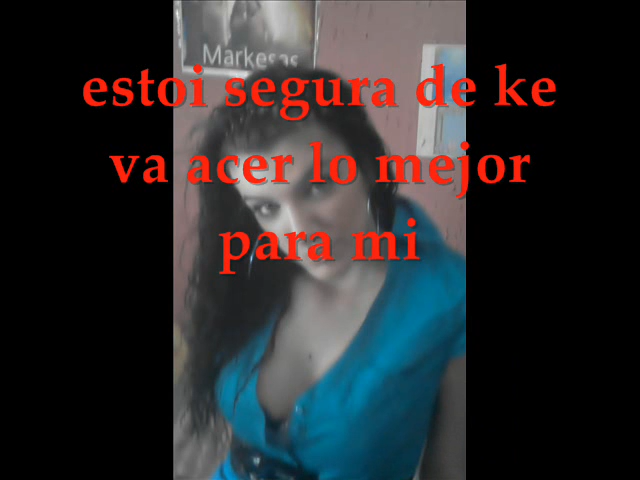 Markesas
estoi segura de ke
va acer lo mejor
para mi